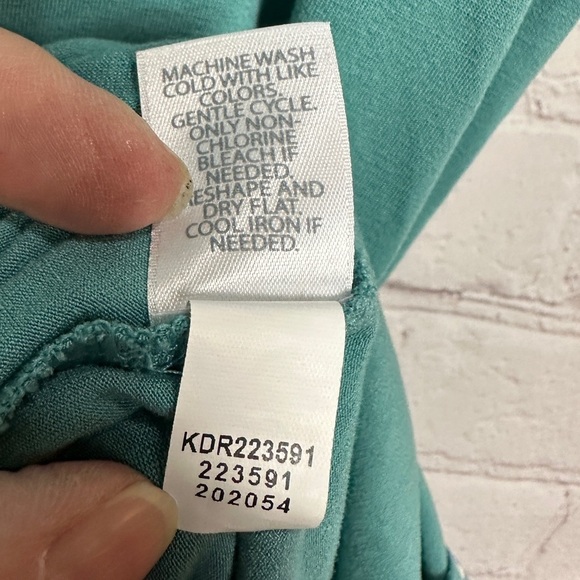 MACHINE WASH
COLD WITH LIKE
COLORS.
GENTLE CYCLE.
ONLY NON-
CHLORINE
BLEACH IF
NEEDED.
RESHAPE AND
DRY FLAT.
COOL IRON IF
NEEDED.
KDR223591
223591
202054